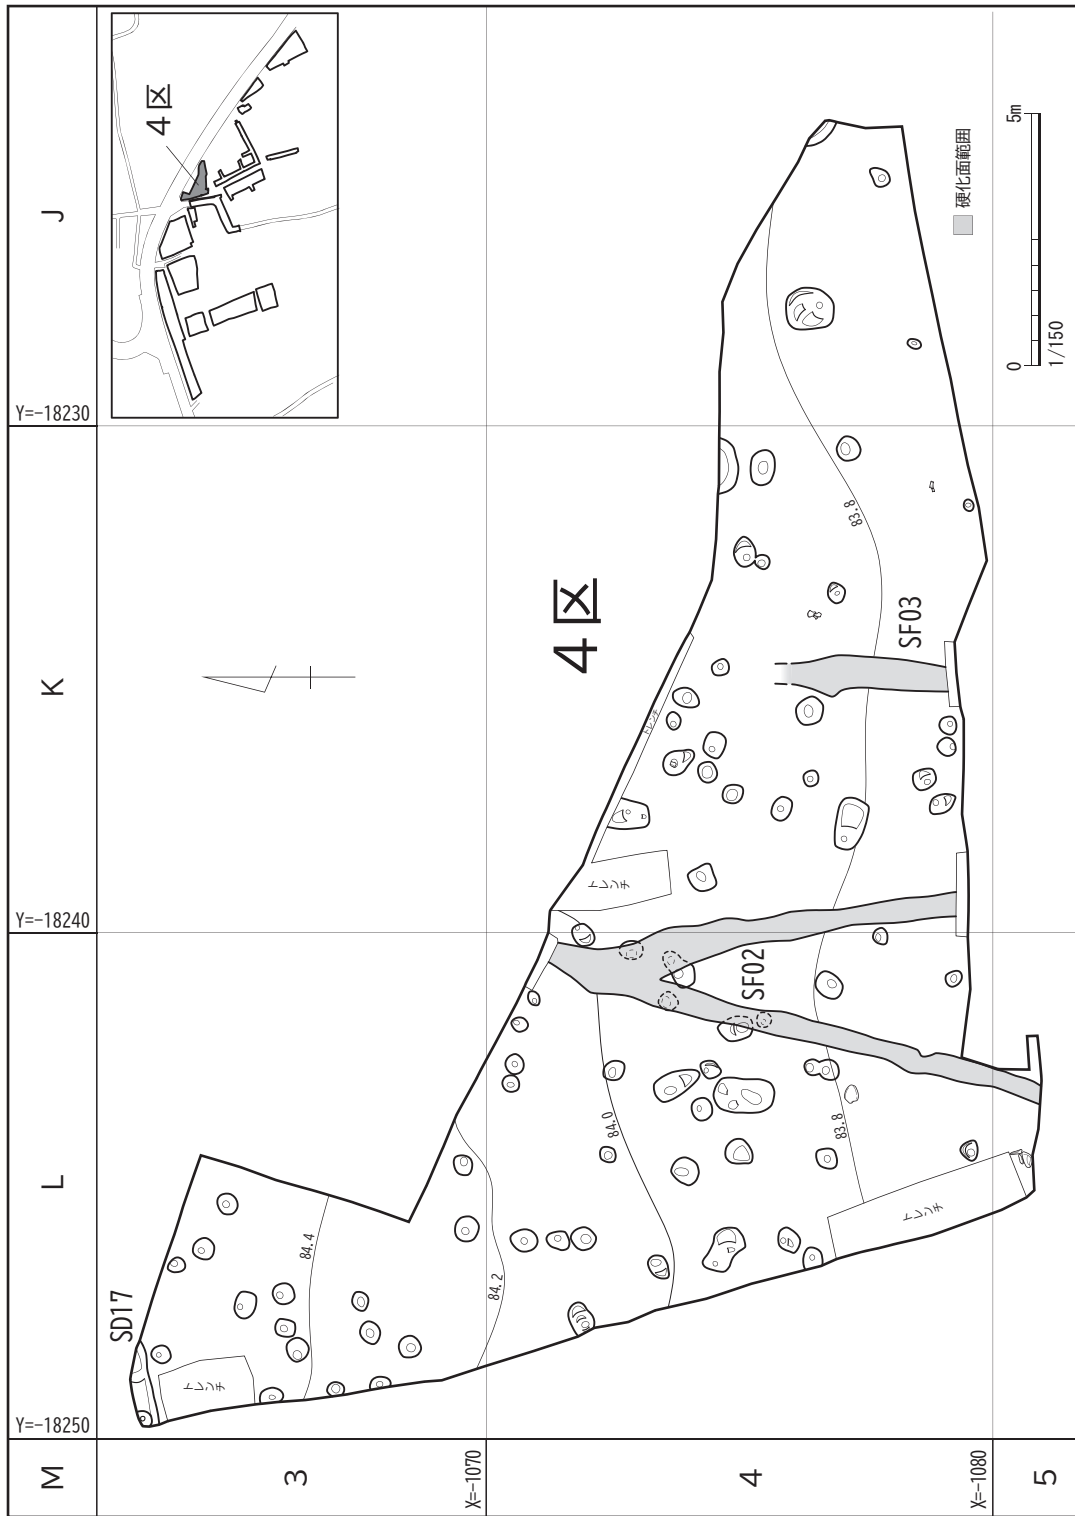 M
L
K
J
Y=-18250
Y=-18240
Y=-18230
3
4
5
X=-1070
X=-1080
4区
4区
SD17
SF02
SF03
トレンチ
トレンチ
トレンチ
トレンチ
84.4
84.2
84.0
83.8
83.8
硬化面範囲
0
5m
1/150